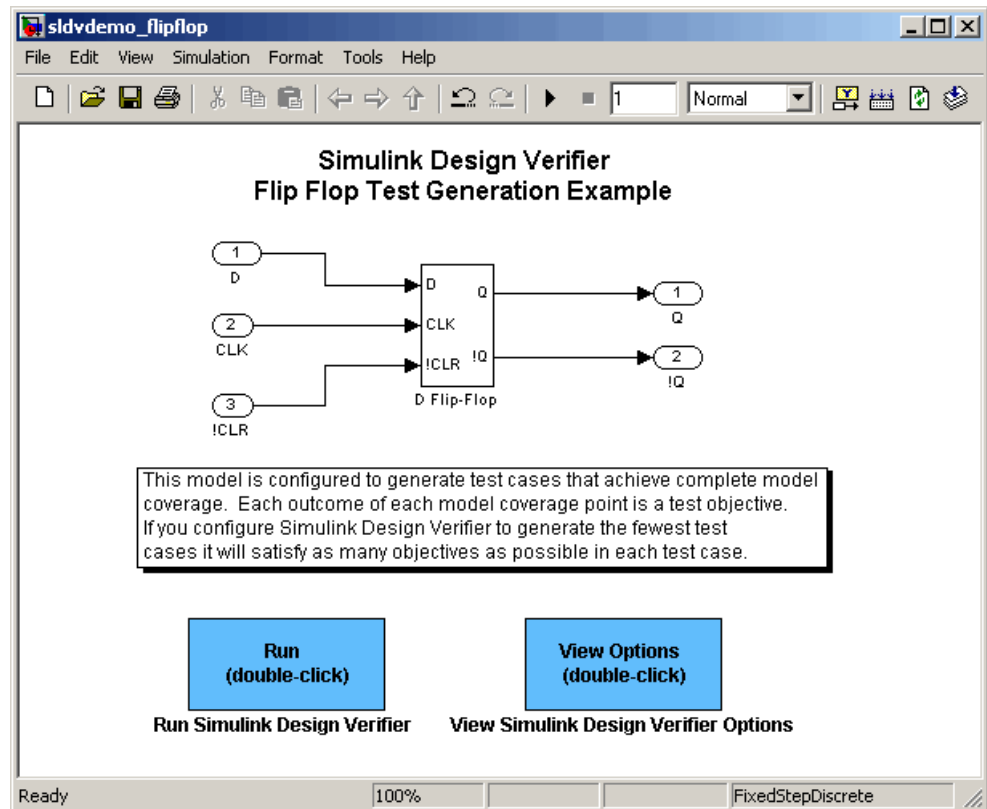 sldvdemo_flipflop
File Edit View Simulation Format Tools Help
1 Normal
Simulink Design Verifier
Flip Flop Test Generation Example
1
D
2
CLK
3
!CLR
D Q
CLK
!CLR !Q
D Flip-Flop
1
Q
2
!Q
This model is configured to generate test cases that achieve complete model
coverage. Each outcome of each model coverage point is a test objective.
If you configure Simulink Design Verifier to generate the fewest test
cases it will satisfy as many objectives as possible in each test case.
Run
(double-click)
Run Simulink Design Verifier
View Options
(double-click)
View Simulink Design Verifier Options
Ready 100% FixedStepDiscrete